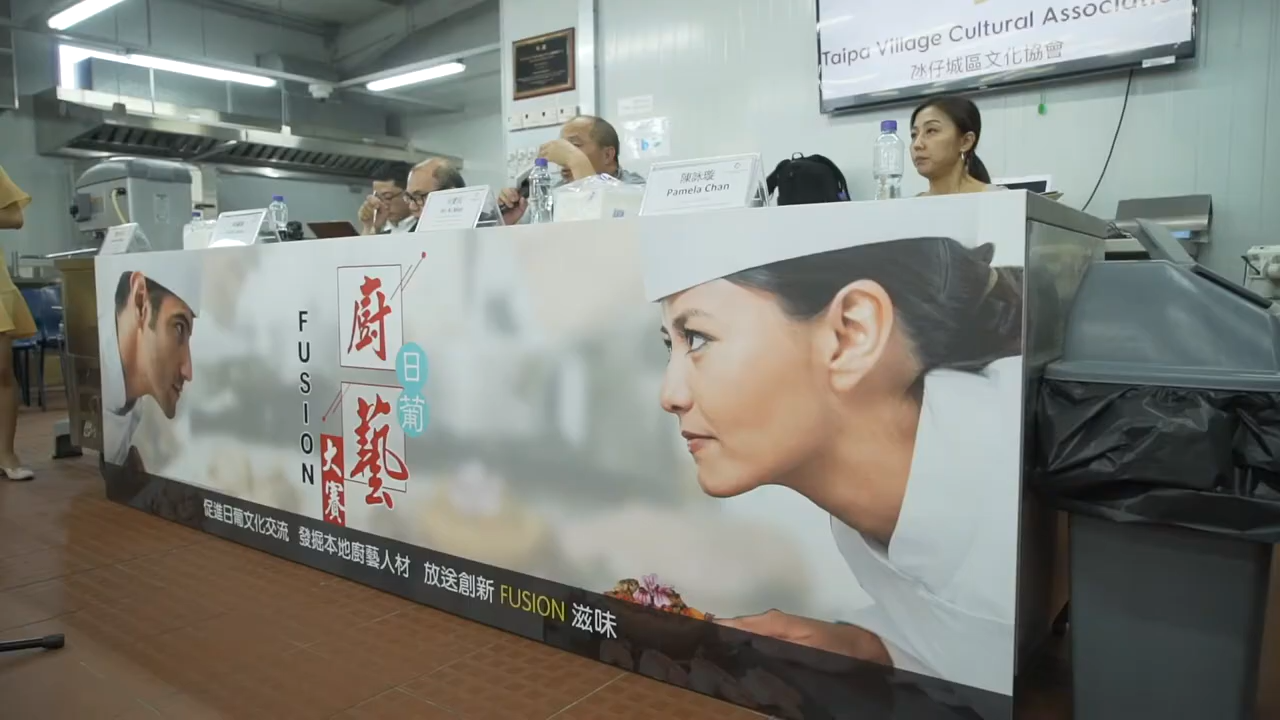 Taipa Village Cultural Associatio
氹仔城區文化協會
陳詠璇
Pamela Chan
FUSION
廚藝
日葡
大賽
促進日葡文化交流 發掘本地廚藝人材 放送創新 FUSION 滋味